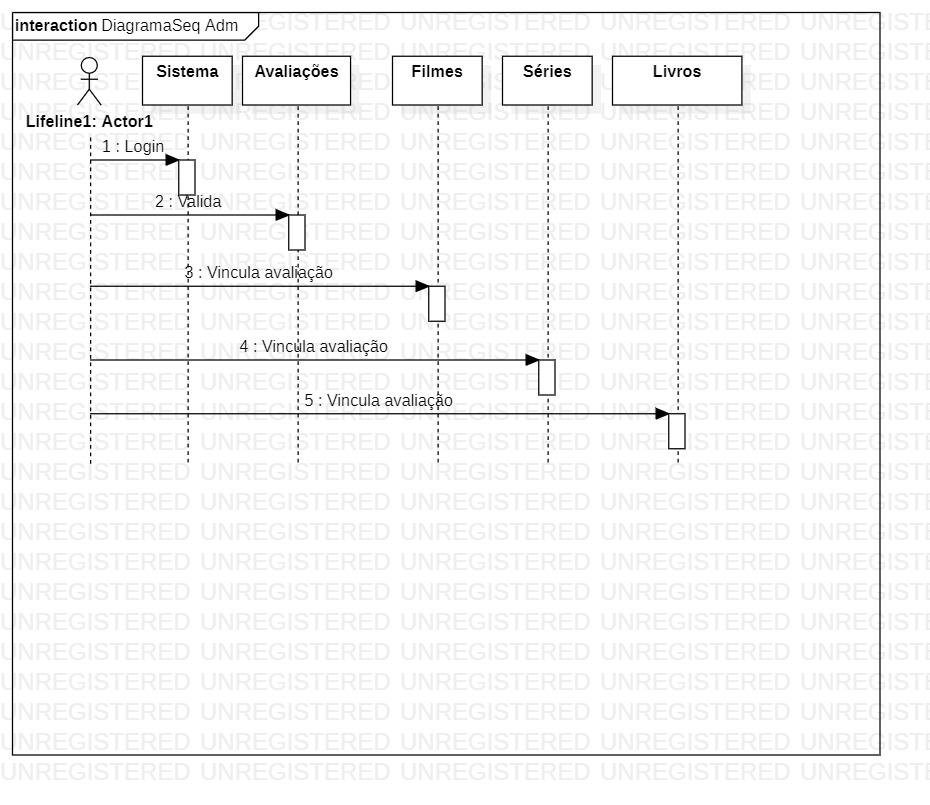 interaction DiagramaSeq Adm
Sistema
Avaliações
Filmes
Séries
Livros
Lifeline1: Actor1
1 : Login
2 : Valida
3 : Vincula avaliação
4 : Vincula avaliação
5 : Vincula avaliação
UNREGISTERED